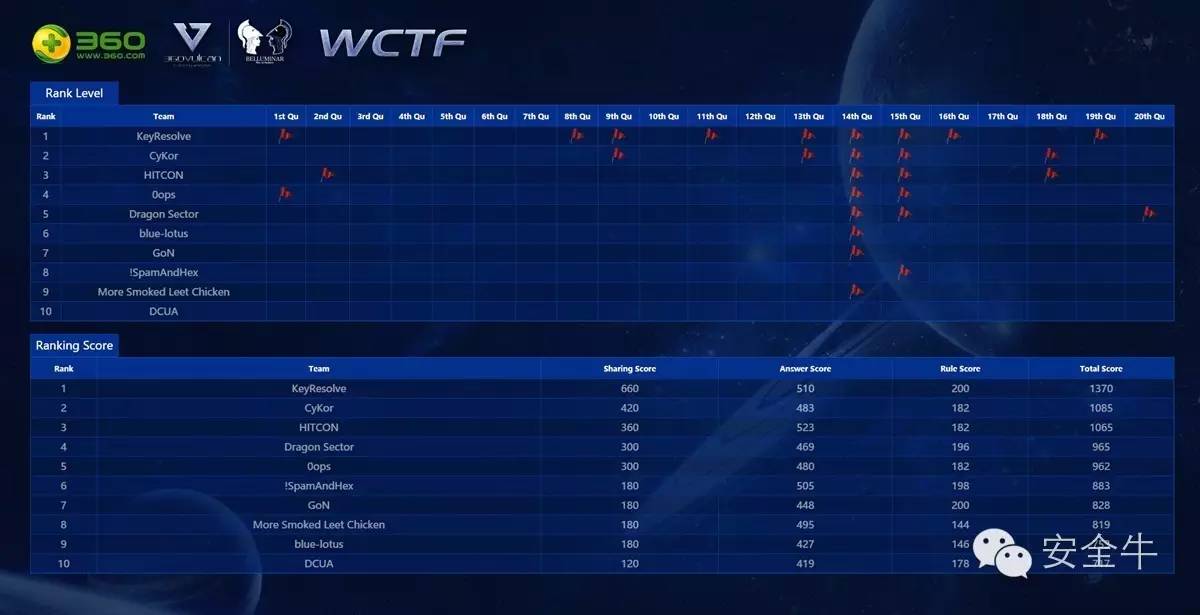 360
www.360.com
360vulcan
BELLUMINAR
WCTF
Rank Level
Rank Team 1st Qu 2nd Qu 3rd Qu 4th Qu 5th Qu 6th Qu 7th Qu 8th Qu 9th Qu 10th Qu 11th Qu 12th Qu 13th Qu 14th Qu 15th Qu 16th Qu 17th Qu 18th Qu 19th Qu 20th Qu
1 KeyResolve
2 CyKor
3 HITCON
4 0ops
5 Dragon Sector
6 blue-lotus
7 GoN
8 !SpamAndHex
9 More Smoked Leet Chicken
10 DCUA
Ranking Score
Rank Team Sharing Score Answer Score Rule Score Total Score
1 KeyResolve 660 510 200 1370
2 CyKor 420 483 182 1085
3 HITCON 360 523 182 1065
4 Dragon Sector 300 469 196 965
5 0ops 300 480 182 962
6 !SpamAndHex 180 505 198 883
7 GoN 180 448 200 828
8 More Smoked Leet Chicken 180 495 144 819
9 blue-lotus 180 427 146
10 DCUA 120 419 178
安全牛